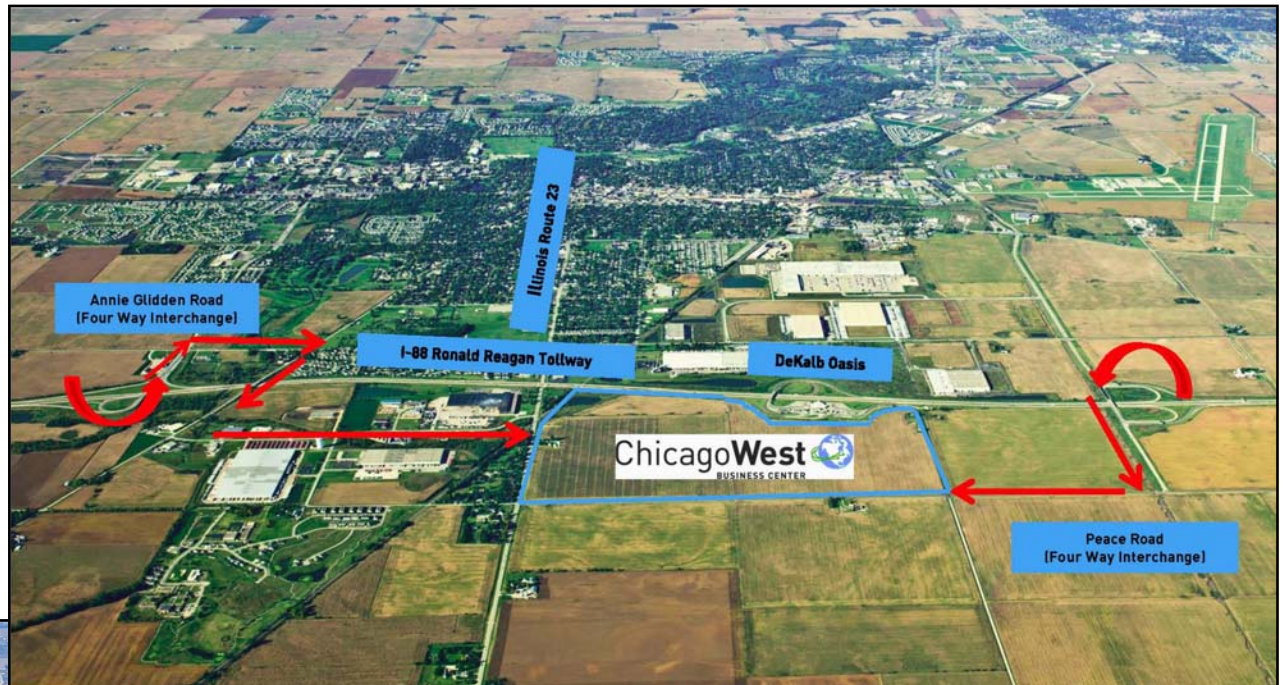 Illinois Route 23
Annie Glidden Road
(Four Way Interchange)
I-88 Ronald Reagan Tollway
DeKalb Oasis
ChicagoWest
BUSINESS CENTER
Peace Road
(Four Way Interchange)